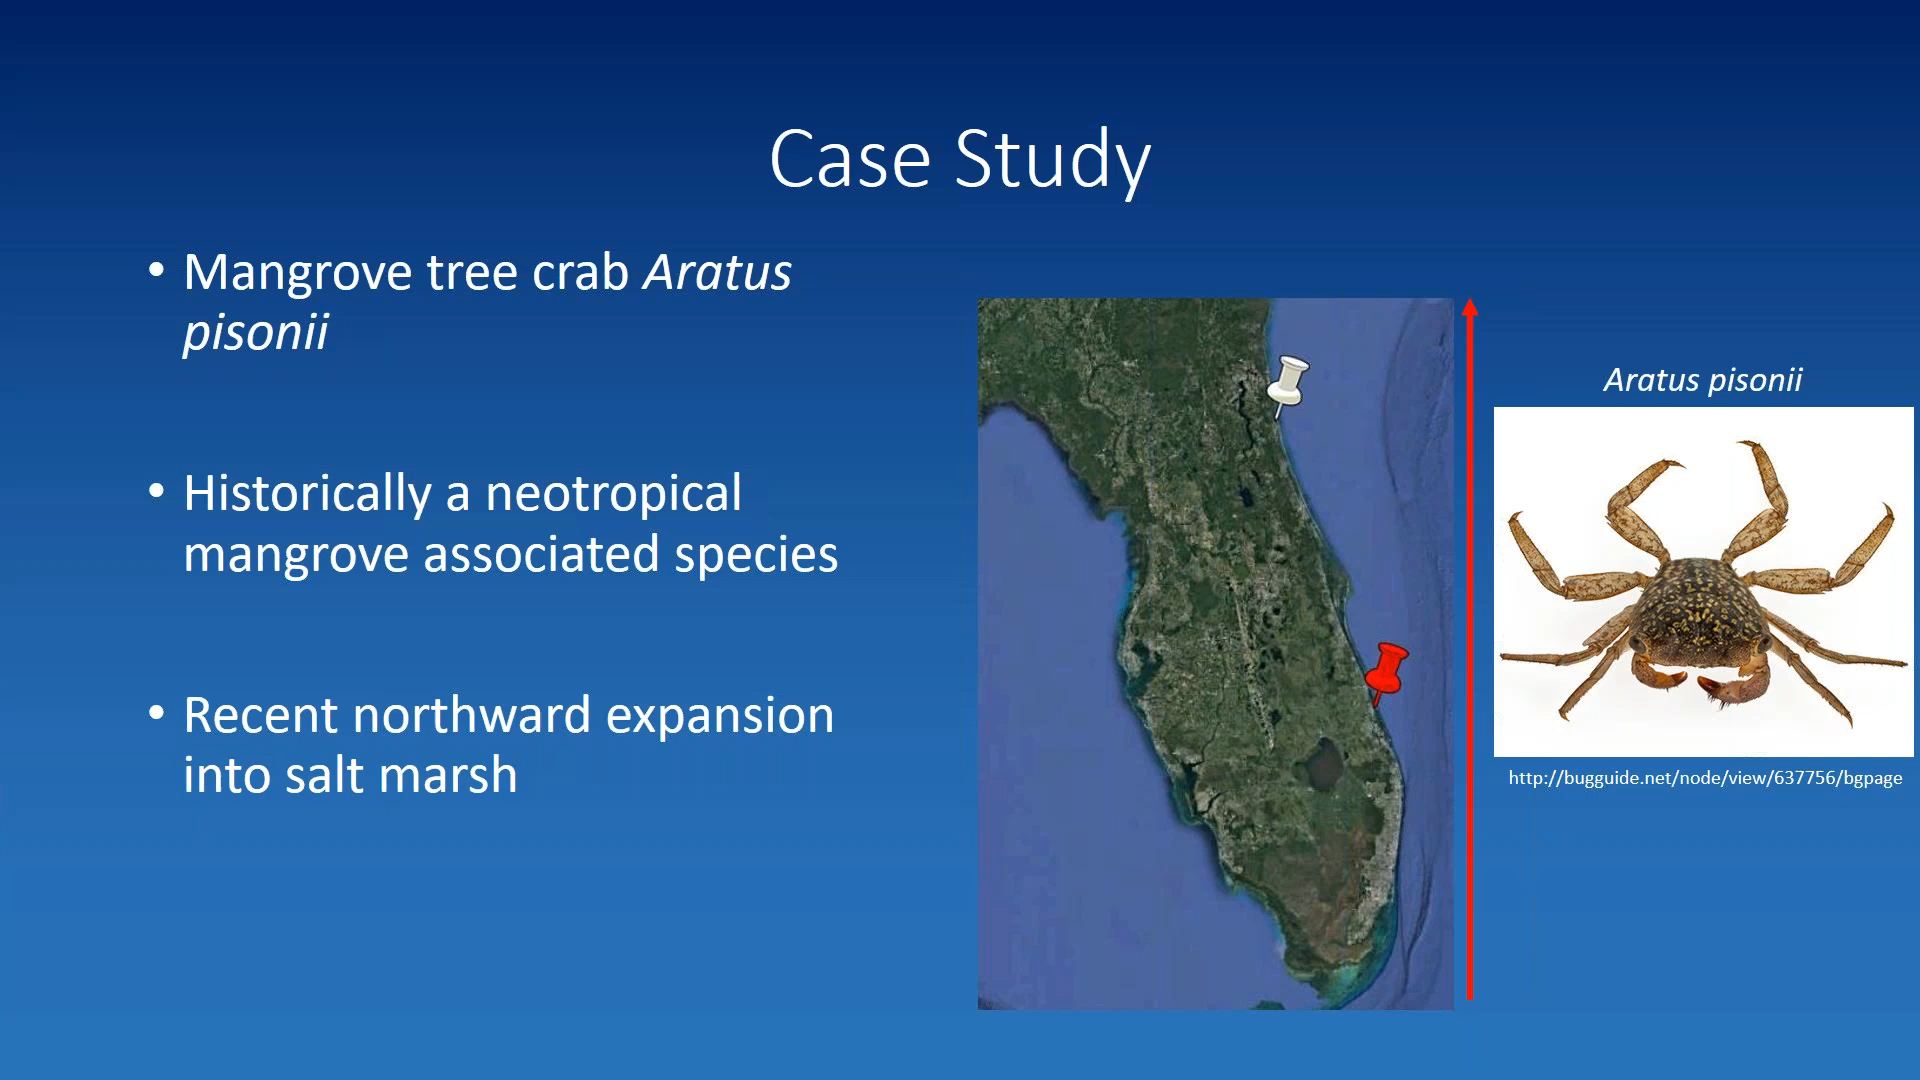 Case Study
• Mangrove tree crab Aratus
pisonii
• Historically a neotropical
mangrove associated species
• Recent northward expansion
into salt marsh
Aratus pisonii
http://bugguide.net/node/view/637756/bgpage